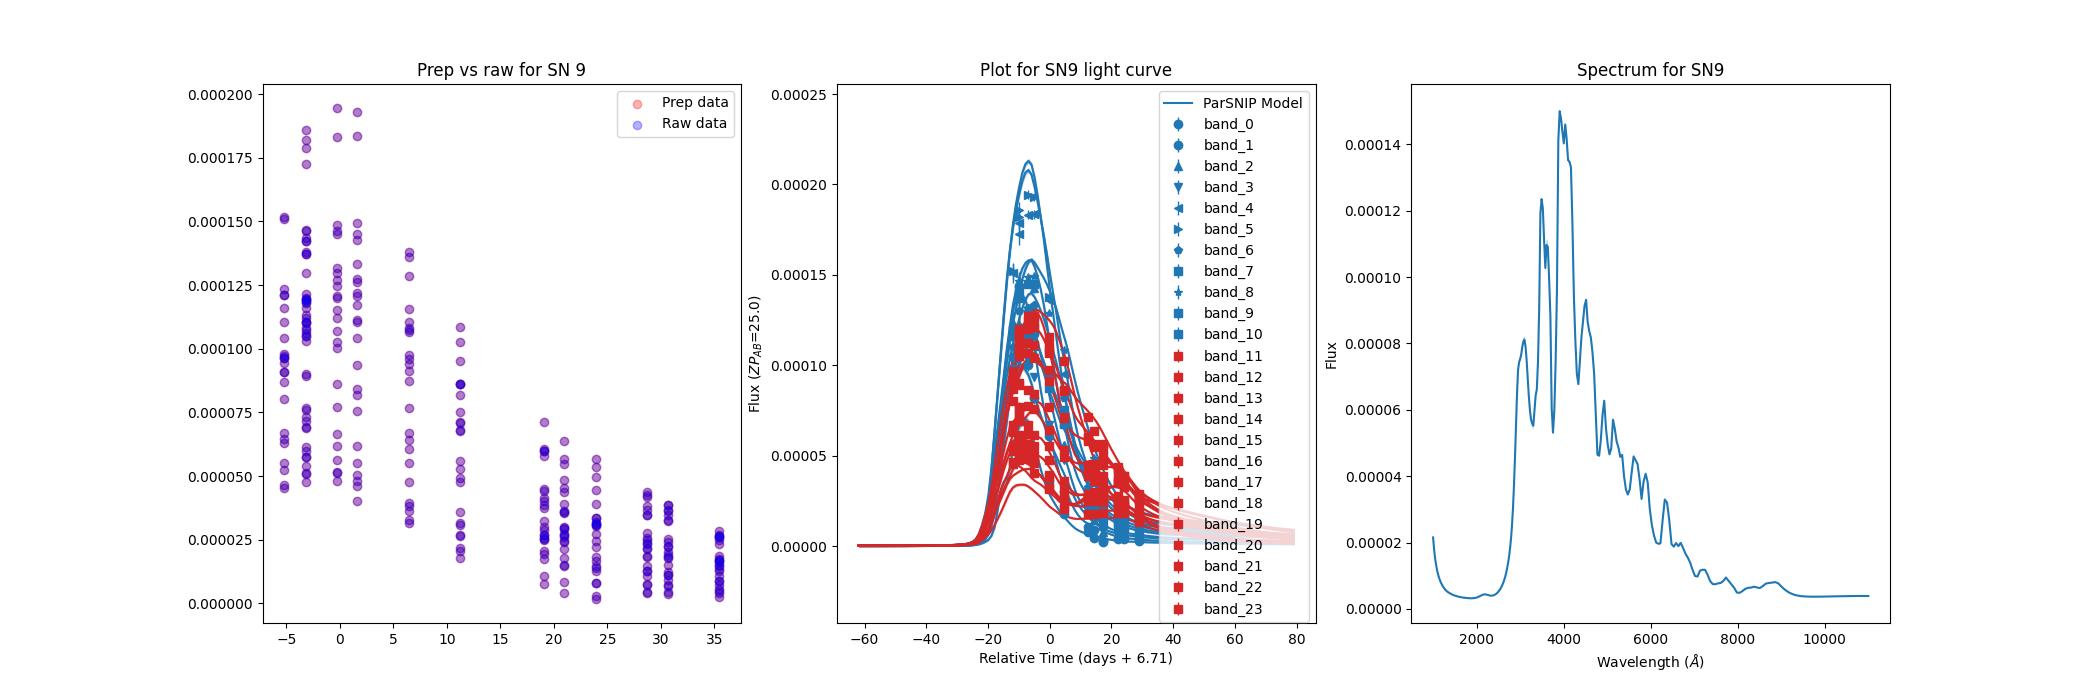 Prep vs raw for SN 9
0.000200
0.000175
0.000150
0.000125
0.000100
0.000075
0.000050
0.000025
0.000000
−5
0
5
10
15
20
25
30
35
Prep data
Raw data
Plot for SN9 light curve
Flux (ZP_AB=25.0)
0.00025
0.00020
0.00015
0.00010
0.00005
0.00000
−60
−40
−20
0
20
40
60
80
Relative Time (days + 6.71)
ParSNIP Model
band_0
band_1
band_2
band_3
band_4
band_5
band_6
band_7
band_8
band_9
band_10
band_11
band_12
band_13
band_14
band_15
band_16
band_17
band_18
band_19
band_20
band_21
band_22
band_23
Spectrum for SN9
Flux
0.00014
0.00012
0.00010
0.00008
0.00006
0.00004
0.00002
0.00000
2000
4000
6000
8000
10000
Wavelength (Å)